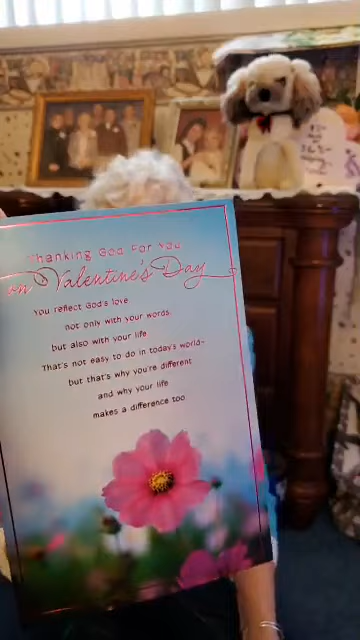 Thanking God For You
on Valentine's Day
You reflect God's love
not only with your words
but also with your life
That's not easy to do in today's world–
but that's why you're different
and why your life
makes a difference too